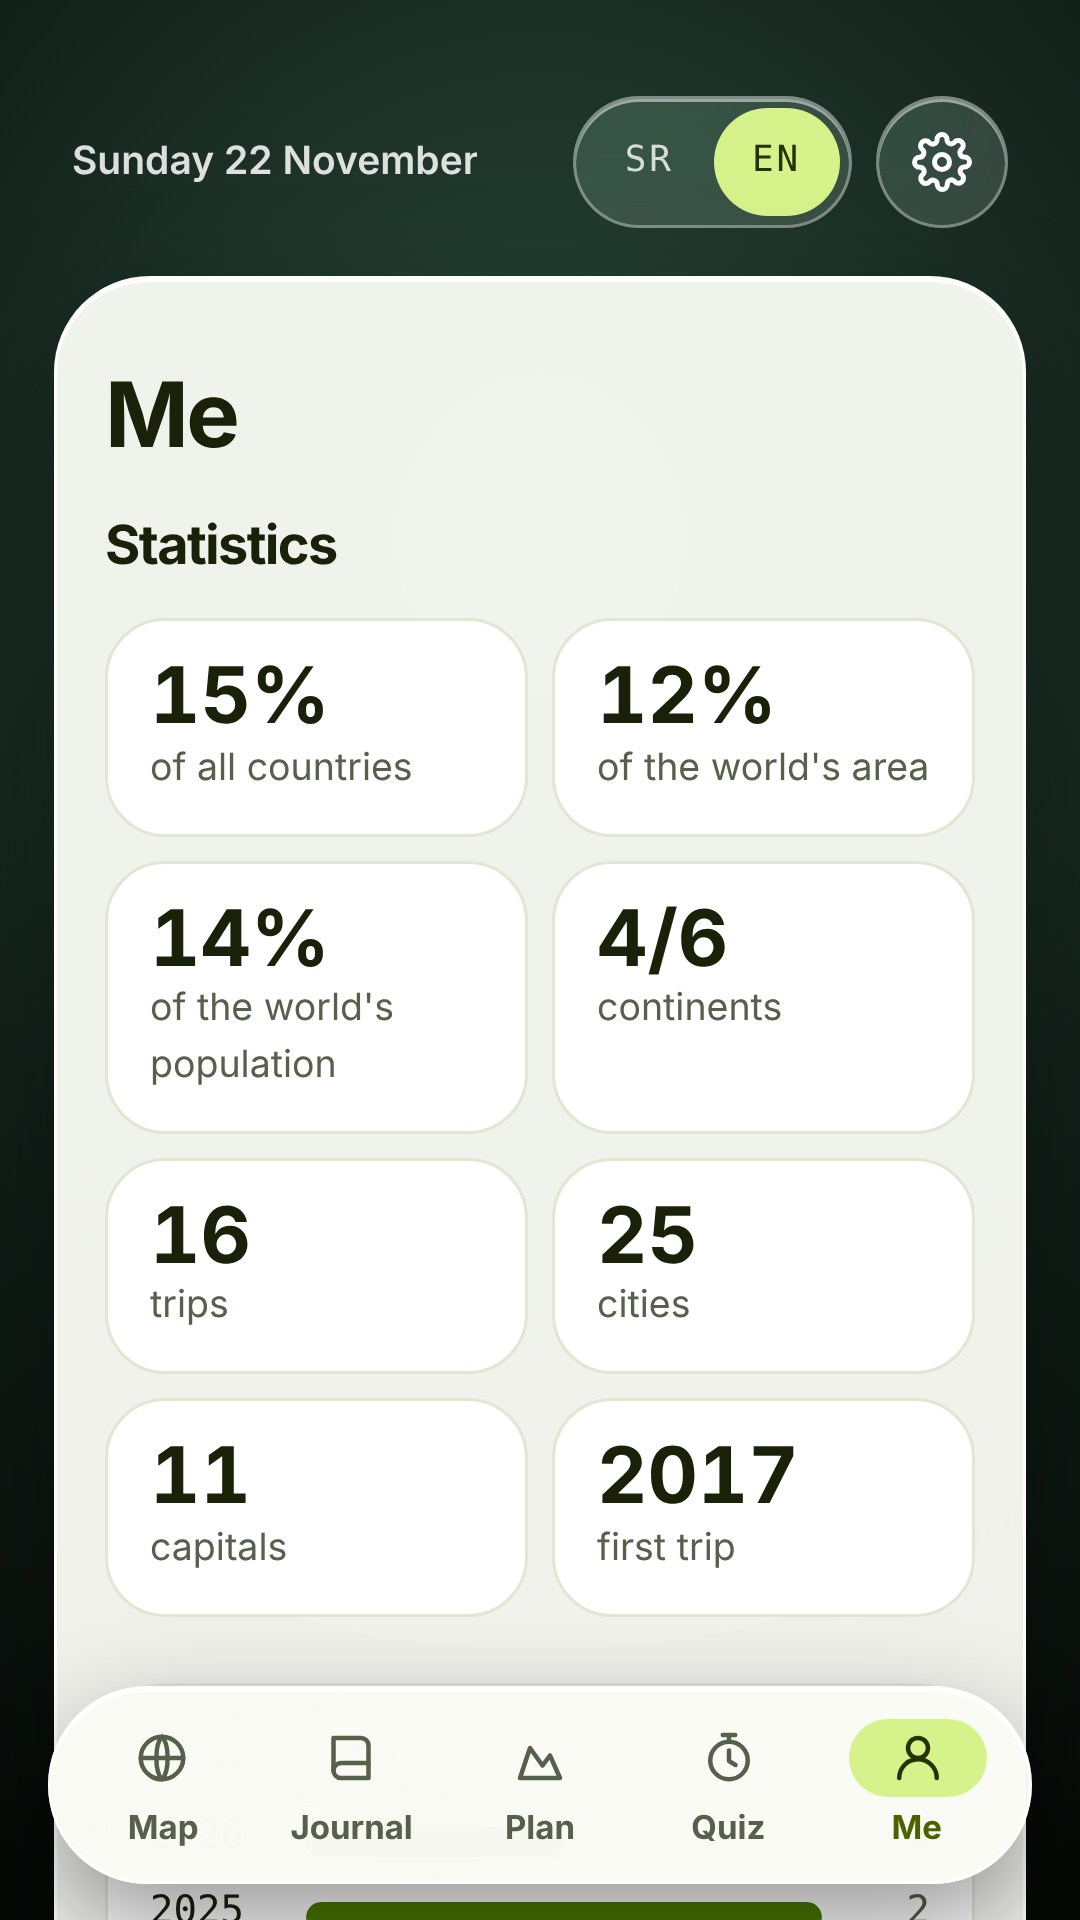 Sunday 22 November
SR EN
Me
Statistics
15%
of all countries
12%
of the world's area
14%
of the world's
population
4/6
continents
16
trips
25
cities
11
capitals
2017
first trip
Map Journal Plan Quiz Me
2025 2